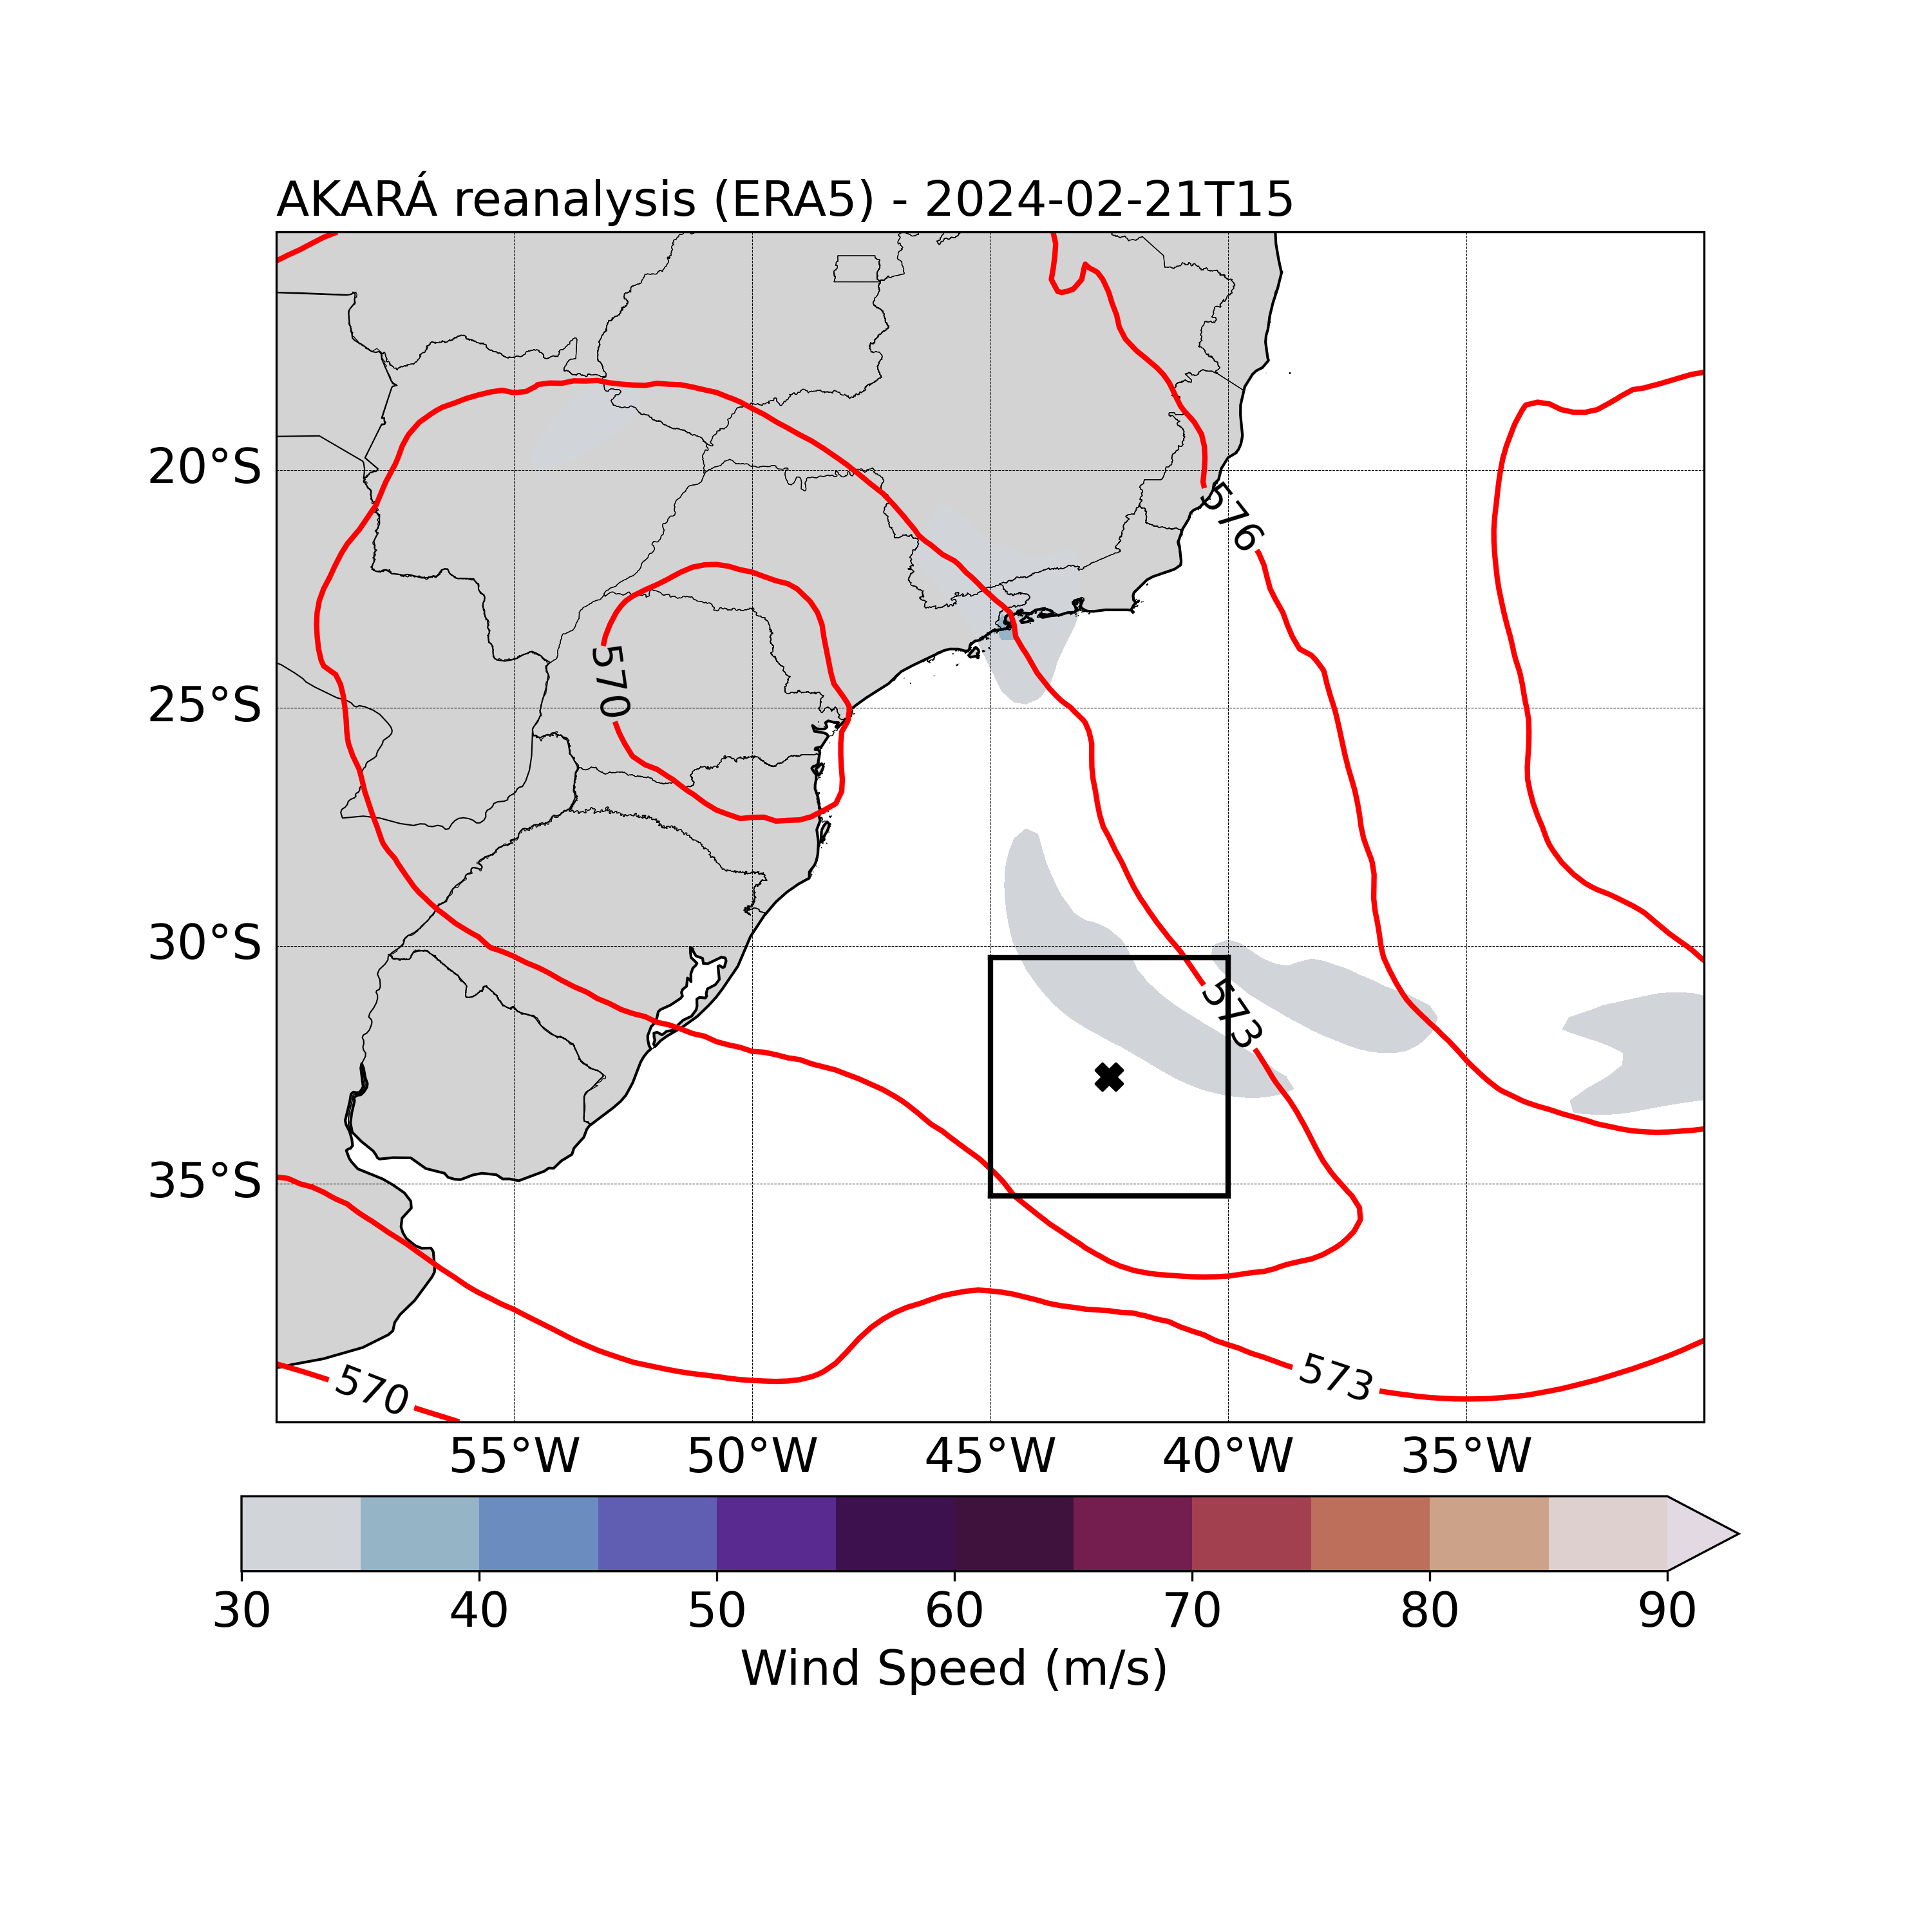 AKARÁ reanalysis (ERA5) - 2024-02-21T15
576
20°S
570
25°S
30°S
573
35°S
573
570
55°W 50°W 45°W 40°W 35°W
30 40 50 60 70 80 90
Wind Speed (m/s)